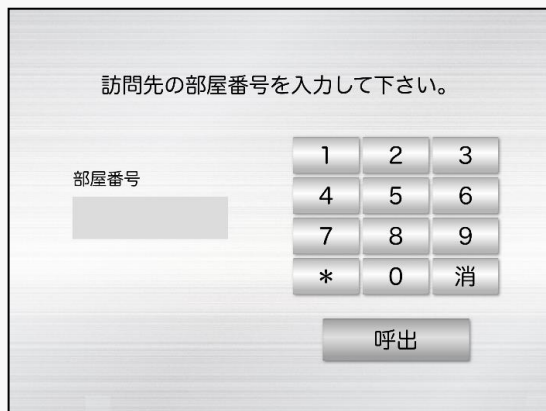 訪問先の部屋番号を入力して下さい。
部屋番号
1 2 3
4 5 6
7 8 9
* 0 消
呼出